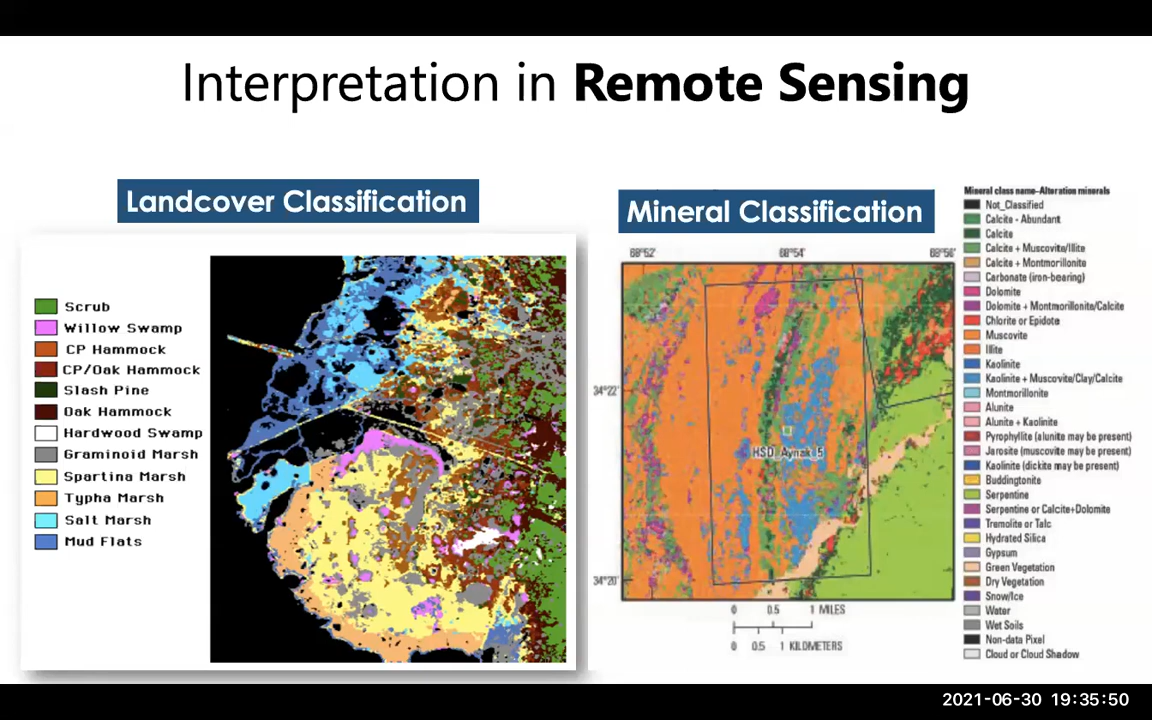 Interpretation in Remote Sensing
Landcover Classification
Scrub
Willow Swamp
CP Hammock
CP/Oak Hammock
Slash Pine
Oak Hammock
Hardwood Swamp
Graminoid Marsh
Spartina Marsh
Typha Marsh
Salt Marsh
Mud Flats
Mineral Classification
68°52'
68°54'
68°56'
34°22'
34°20'
HSD_Aynak 5
0 0.5 1 MILES
0 0.5 1 KILOMETERS
Mineral class name–Alteration minerals
Not_Classified
Calcite - Abundant
Calcite
Calcite + Muscovite/Illite
Calcite + Montmorillonite
Carbonate (iron-bearing)
Dolomite
Dolomite + Montmorillonite/Calcite
Chlorite or Epidote
Muscovite
Illite
Kaolinite
Kaolinite + Muscovite/Clay/Calcite
Montmorillonite
Alunite
Alunite + Kaolinite
Pyrophyllite (alunite may be present)
Jarosite (muscovite may be present)
Kaolinite (dickite may be present)
Buddingtonite
Serpentine
Serpentine or Calcite+Dolomite
Tremolite or Talc
Hydrated Silica
Gypsum
Green Vegetation
Dry Vegetation
Snow/Ice
Water
Wet Soils
Non-data Pixel
Cloud or Cloud Shadow
2021-06-30 19:35:50